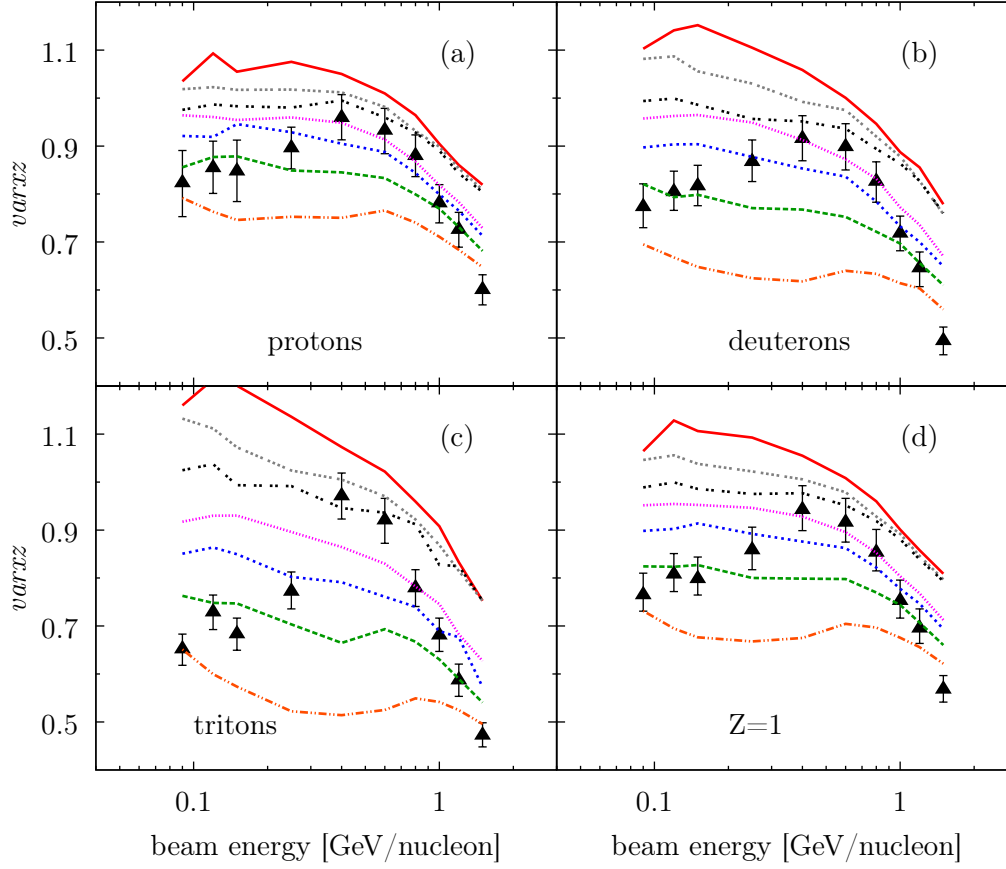 1.1
0.9
0.7
0.5
varxz
(a)
protons
(b)
deuterons
1.1
0.9
0.7
0.5
varxz
(c)
tritons
(d)
Z=1
0.1
1
0.1
1
beam energy [GeV/nucleon]
beam energy [GeV/nucleon]